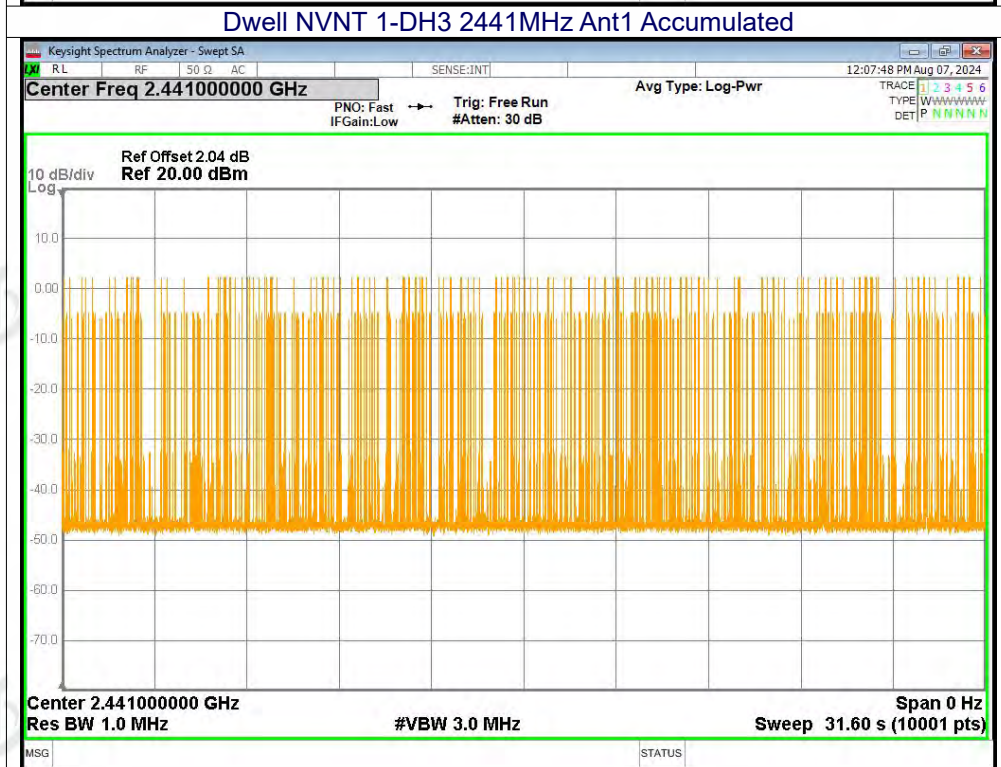 Dwell NVNT 1-DH3 2441MHz Ant1 Accumulated
Keysight Spectrum Analyzer - Swept SA
LXI RL RF 50 Ω AC SENSE:INT 12:07:48 PM Aug 07, 2024
Center Freq 2.441000000 GHz
PNO: Fast
IFGain:Low
Trig: Free Run
#Atten: 30 dB
Avg Type: Log-Pwr
TRACE 1 2 3 4 5 6
TYPE WWWWWWW
DET P N N N N N
Ref Offset 2.04 dB
10 dB/div Ref 20.00 dBm
Log
10.0
0.00
-10.0
-20.0
-30.0
-40.0
-50.0
-60.0
-70.0
Center 2.441000000 GHz Span 0 Hz
Res BW 1.0 MHz #VBW 3.0 MHz Sweep 31.60 s (10001 pts)
MSG STATUS